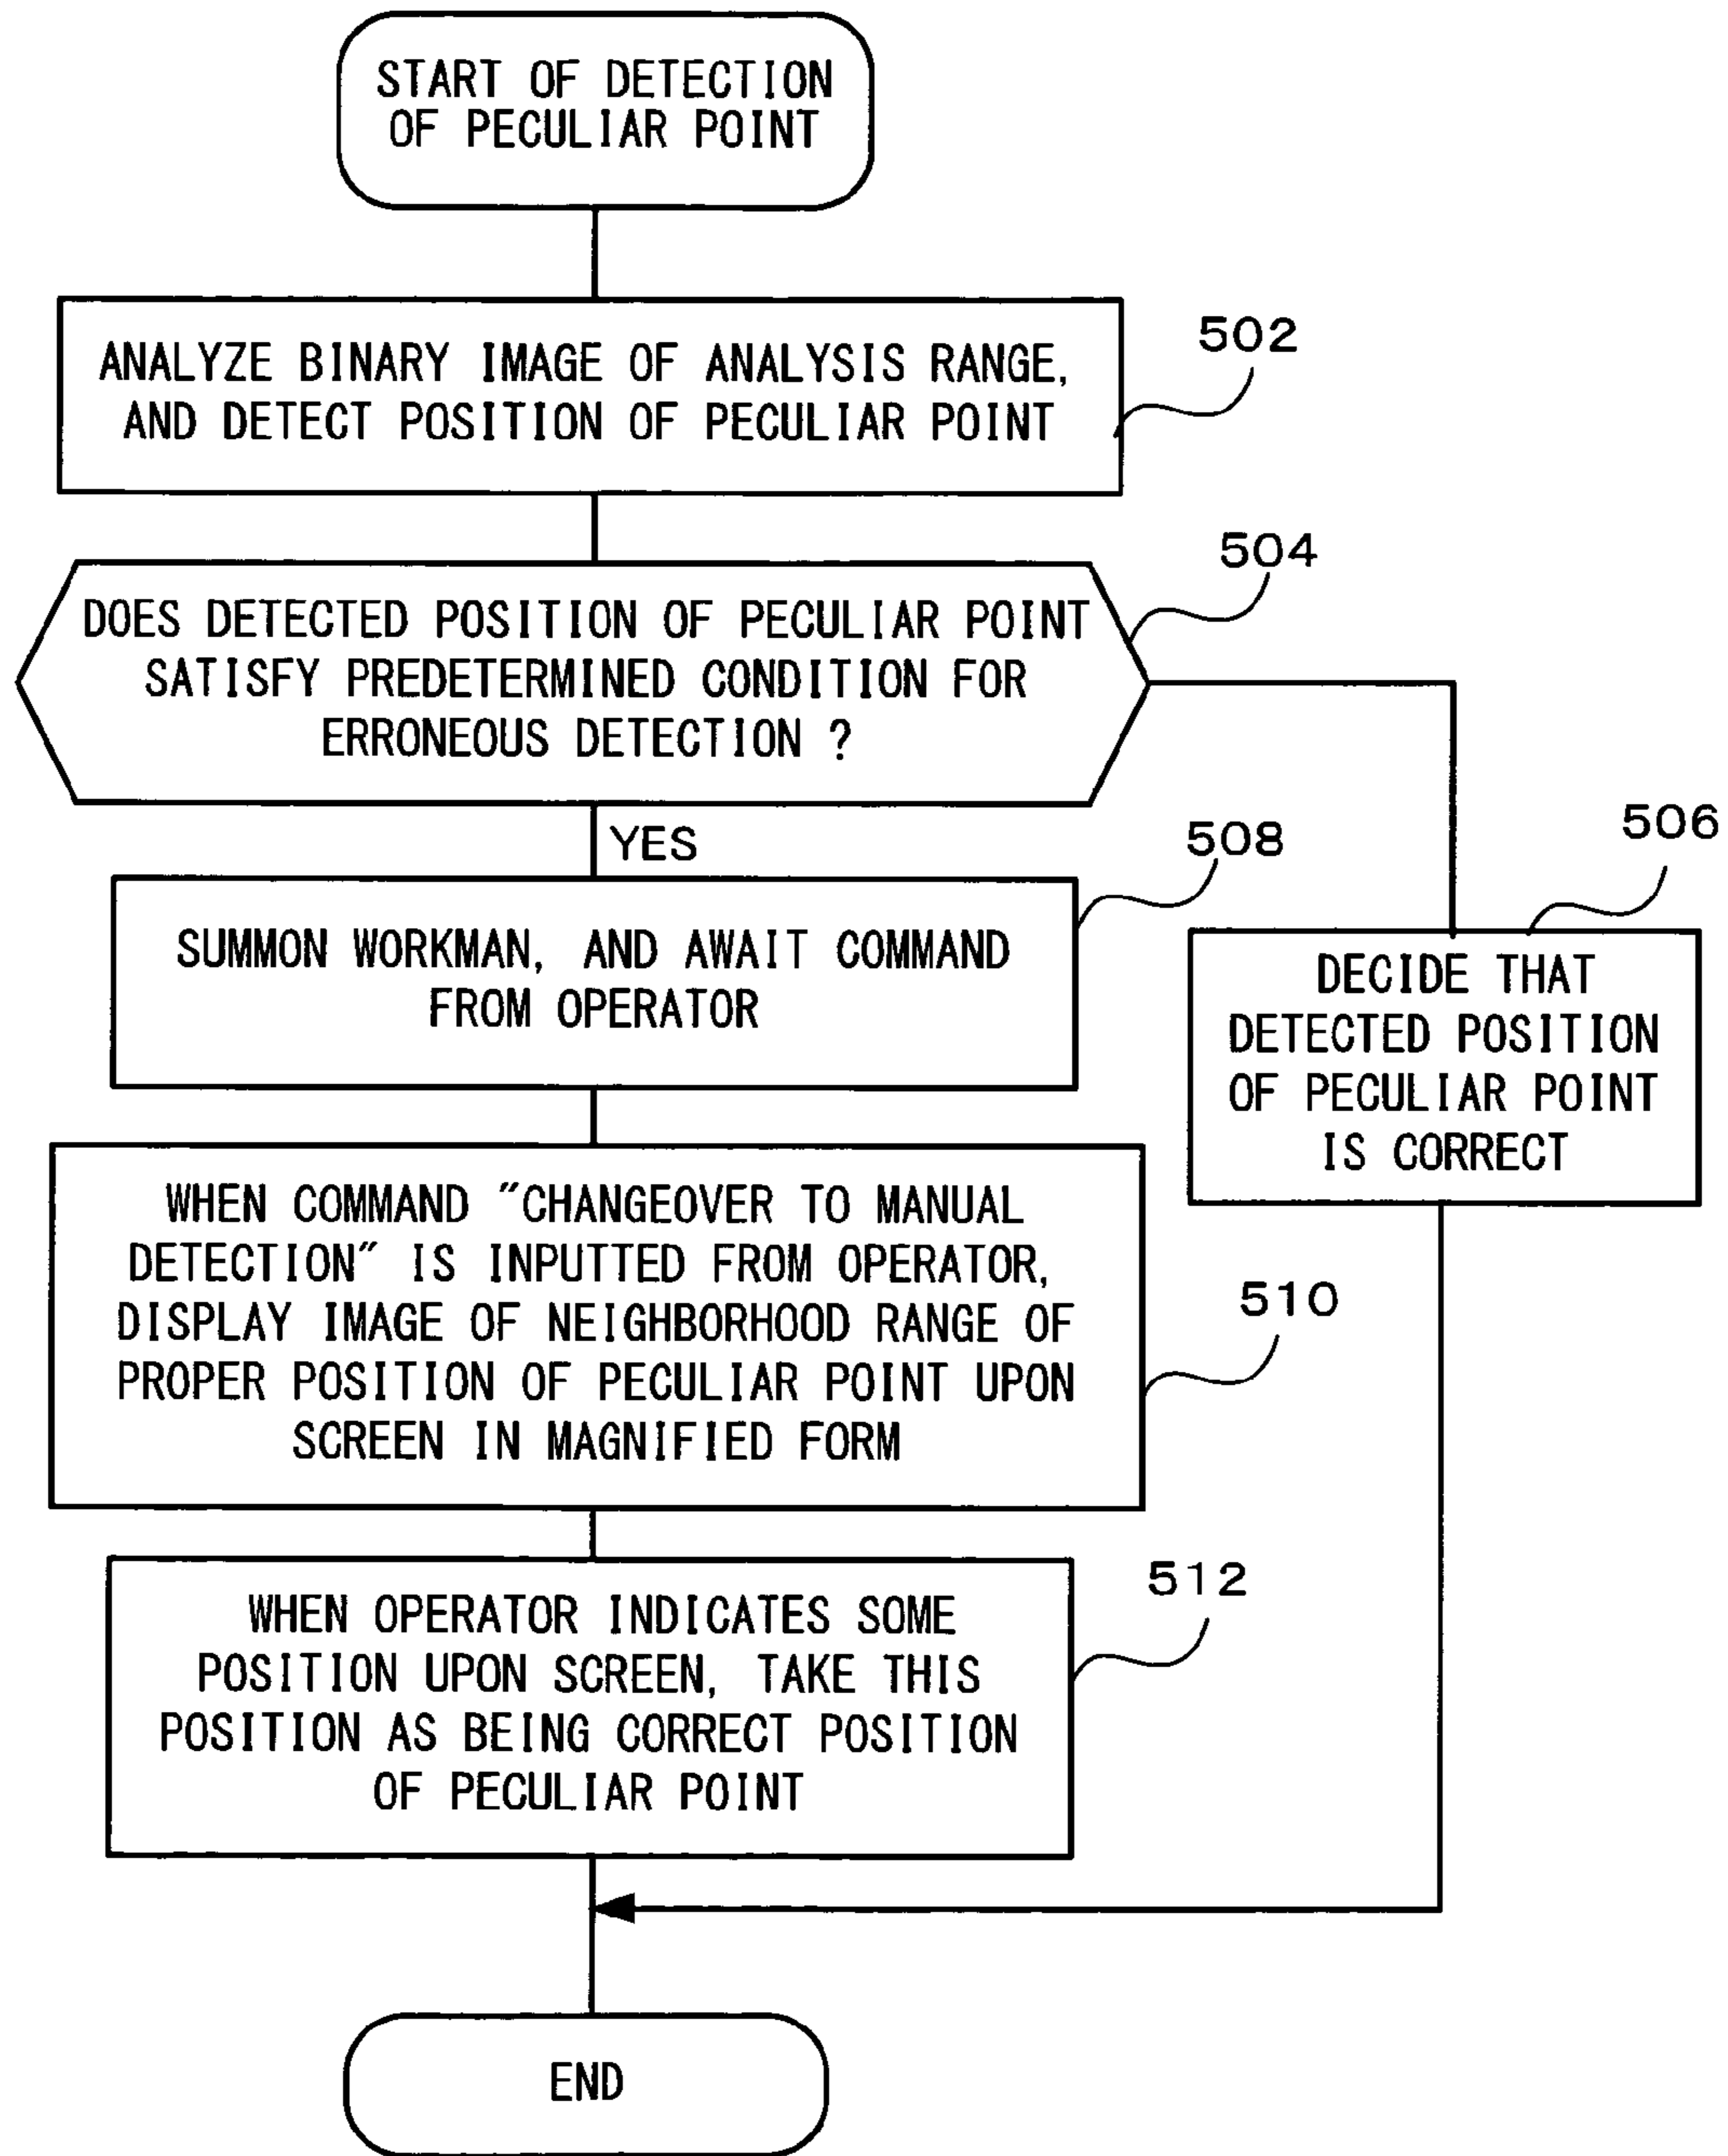 START OF DETECTION
OF PECULIAR POINT
502
ANALYZE BINARY IMAGE OF ANALYSIS RANGE,
AND DETECT POSITION OF PECULIAR POINT
504
DOES DETECTED POSITION OF PECULIAR POINT
SATISFY PREDETERMINED CONDITION FOR
ERRONEOUS DETECTION ?
YES
508
SUMMON WORKMAN, AND AWAIT COMMAND
FROM OPERATOR
506
DECIDE THAT
DETECTED POSITION
OF PECULIAR POINT
IS CORRECT
WHEN COMMAND "CHANGEOVER TO MANUAL
DETECTION" IS INPUTTED FROM OPERATOR,
DISPLAY IMAGE OF NEIGHBORHOOD RANGE OF
PROPER POSITION OF PECULIAR POINT UPON
SCREEN IN MAGNIFIED FORM
510
WHEN OPERATOR INDICATES SOME
POSITION UPON SCREEN, TAKE THIS
POSITION AS BEING CORRECT POSITION
OF PECULIAR POINT
512
END